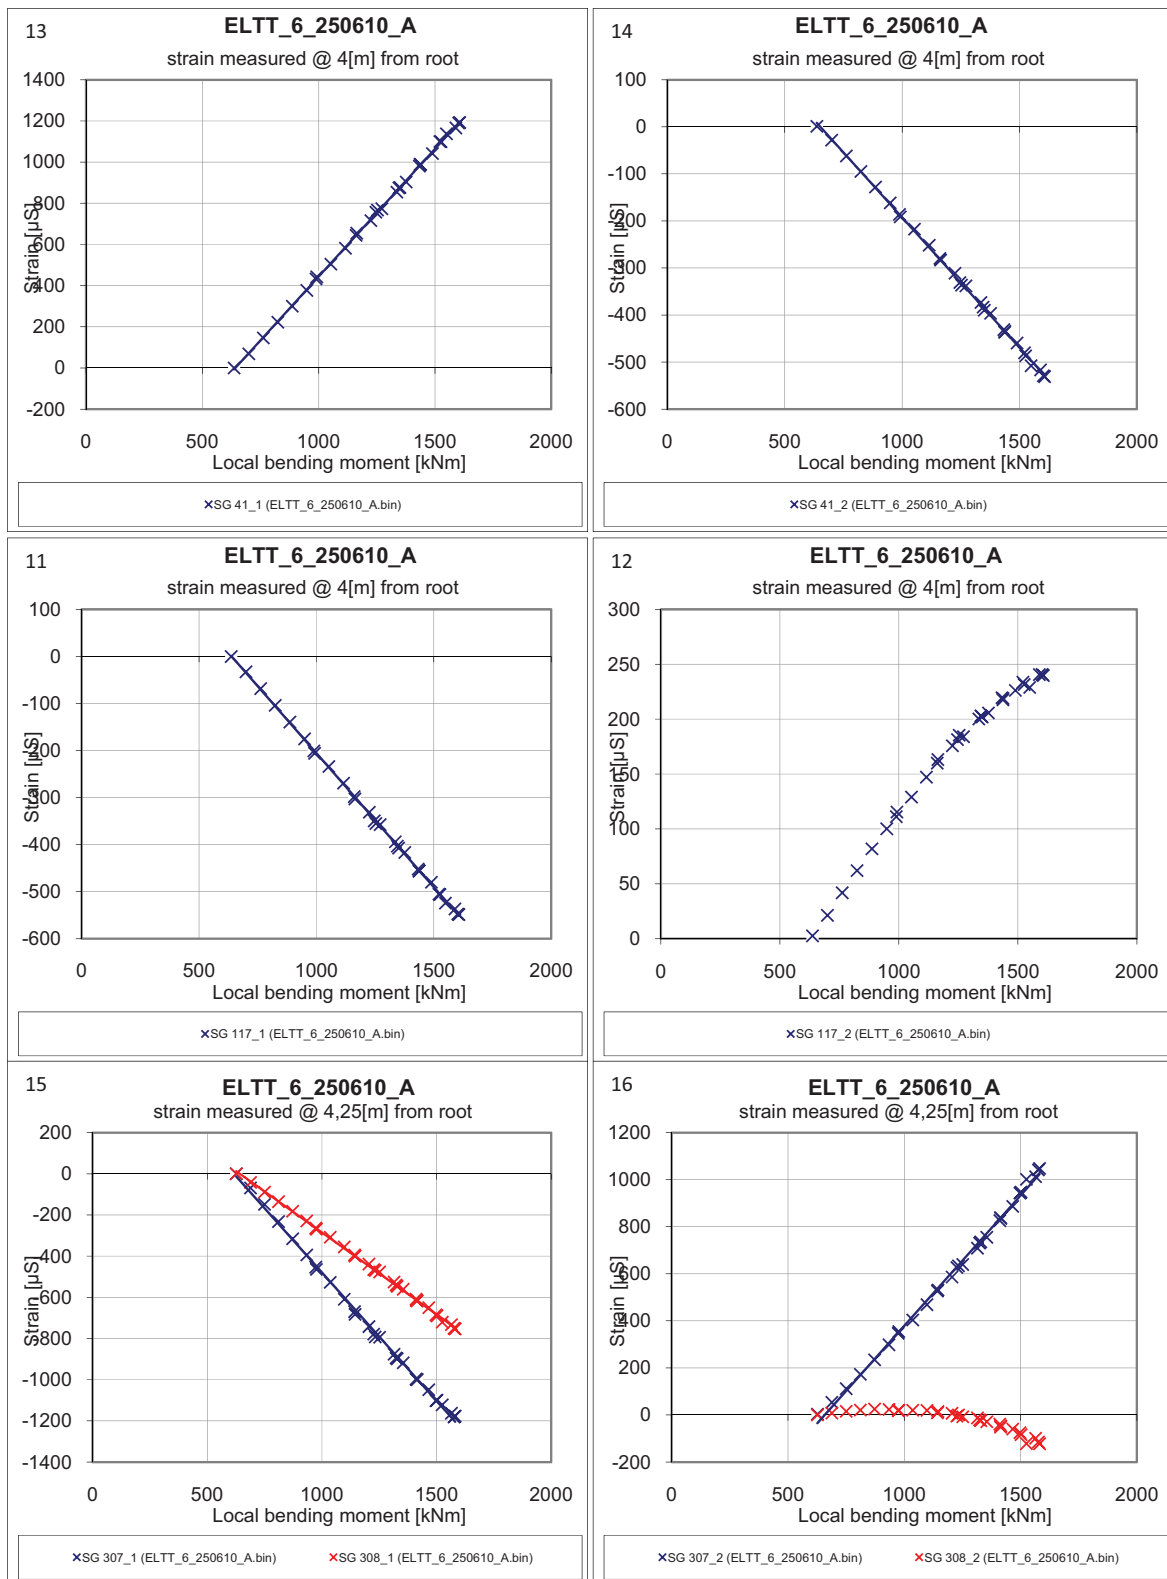 13
ELTT_6_250610_A
strain measured @ 4[m] from root
1400
1200
1000
800
600
400
200
0
-200
Strain [µS]
0 500 1000 1500 2000
Local bending moment [kNm]
×SG 41_1 (ELTT_6_250610_A.bin)
14
ELTT_6_250610_A
strain measured @ 4[m] from root
100
0
-100
-200
-300
-400
-500
-600
Strain [µS]
0 500 1000 1500 2000
Local bending moment [kNm]
×SG 41_2 (ELTT_6_250610_A.bin)
11
ELTT_6_250610_A
strain measured @ 4[m] from root
100
0
-100
-200
-300
-400
-500
-600
Strain [µS]
0 500 1000 1500 2000
Local bending moment [kNm]
×SG 117_1 (ELTT_6_250610_A.bin)
12
ELTT_6_250610_A
strain measured @ 4[m] from root
300
250
200
150
100
50
0
Strain [µS]
0 500 1000 1500 2000
Local bending moment [kNm]
×SG 117_2 (ELTT_6_250610_A.bin)
15
ELTT_6_250610_A
strain measured @ 4,25[m] from root
200
0
-200
-400
-600
-800
-1000
-1200
-1400
Strain [µS]
0 500 1000 1500 2000
Local bending moment [kNm]
×SG 307_1 (ELTT_6_250610_A.bin) ×SG 308_1 (ELTT_6_250610_A.bin)
16
ELTT_6_250610_A
strain measured @ 4,25[m] from root
1200
1000
800
600
400
200
0
-200
Strain [µS]
0 500 1000 1500 2000
Local bending moment [kNm]
×SG 307_2 (ELTT_6_250610_A.bin) ×SG 308_2 (ELTT_6_250610_A.bin)